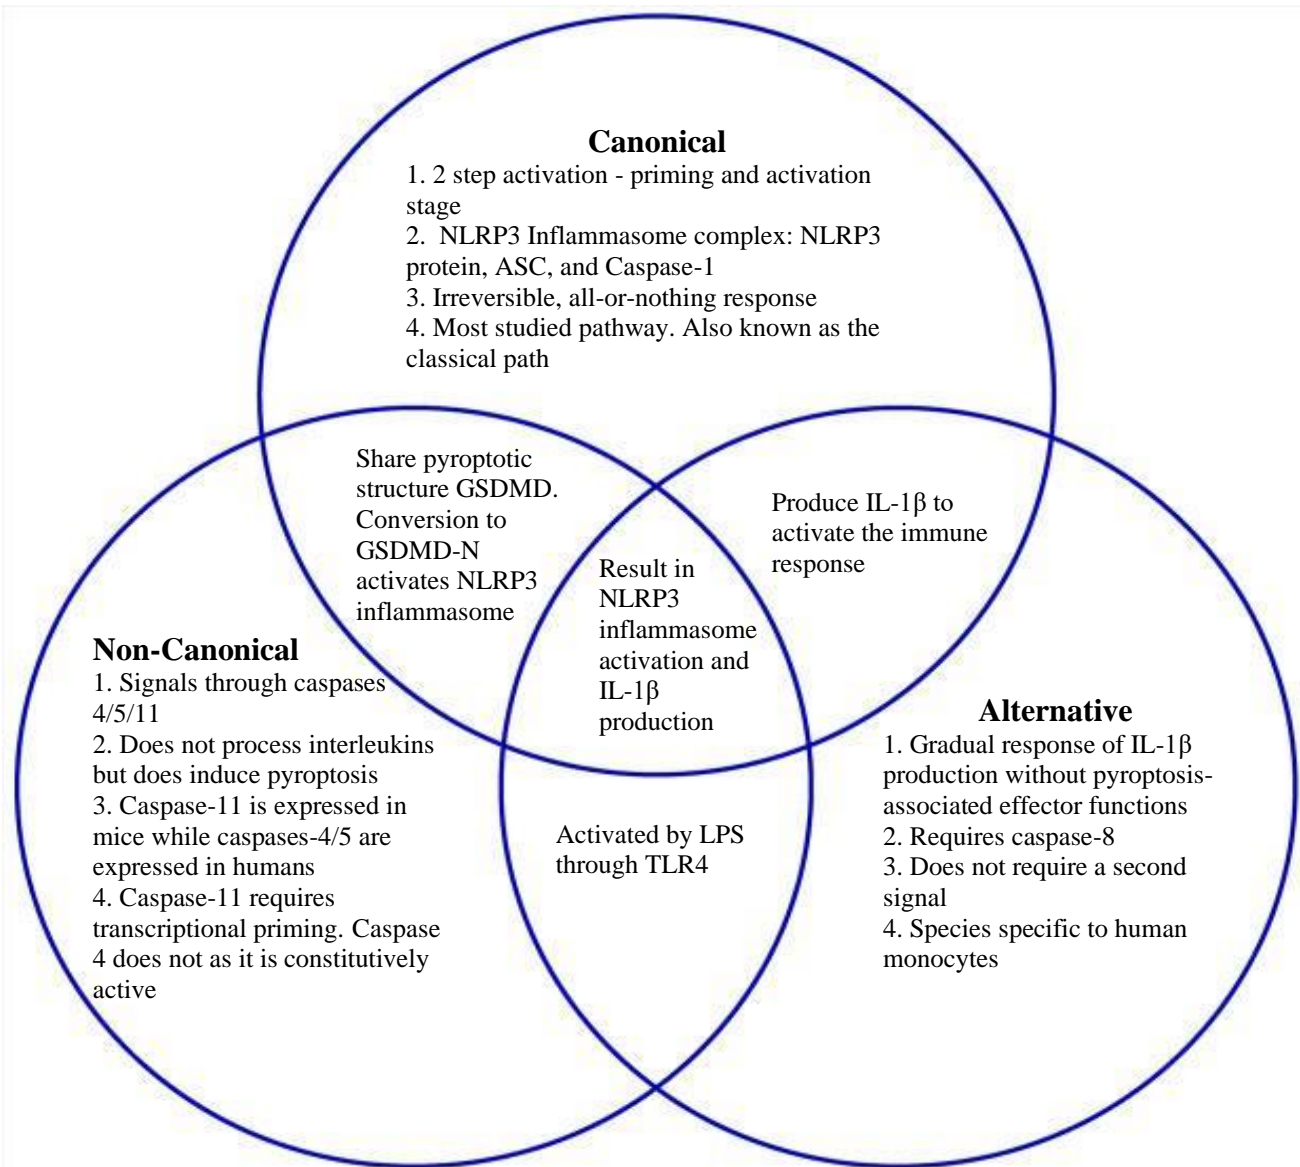 Canonical
1. 2 step activation - priming and activation
stage
2. NLRP3 Inflammasome complex: NLRP3
protein, ASC, and Caspase-1
3. Irreversible, all-or-nothing response
4. Most studied pathway. Also known as the
classical path
Share pyroptotic
structure GSDMD.
Conversion to
GSDMD-N
activates NLRP3
inflammasome
Produce IL-1β to
activate the immune
response
Result in
NLRP3
inflammasome
activation and
IL-1β
production
Non-Canonical
1. Signals through caspases
4/5/11
2. Does not process interleukins
but does induce pyroptosis
3. Caspase-11 is expressed in
mice while caspases-4/5 are
expressed in humans
4. Caspase-11 requires
transcriptional priming. Caspase
4 does not as it is constitutively
active
Alternative
1. Gradual response of IL-1β
production without pyroptosis-
associated effector functions
2. Requires caspase-8
3. Does not require a second
signal
4. Species specific to human
monocytes
Activated by LPS
through TLR4